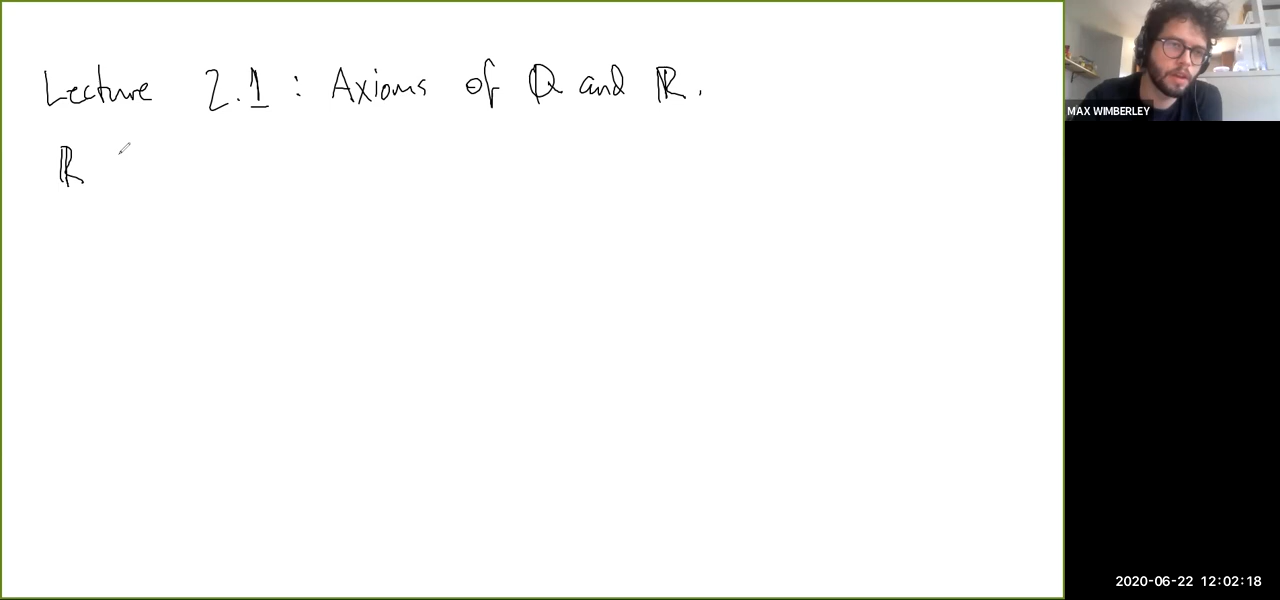 Lecture 2.1 : Axioms of ℚ and ℝ.
ℝ
MAX WIMBERLEY
2020-06-22 12:02:18